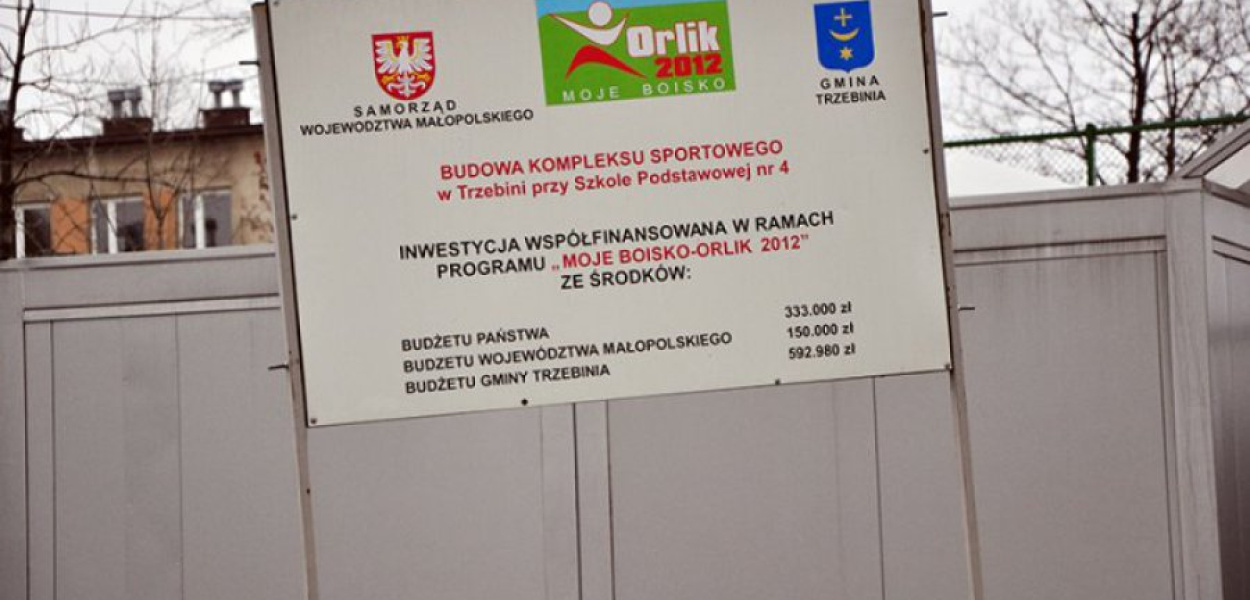 SAMORZĄD
WOJEWODZTWA MAŁOPOLSKIEGO
Orlik
2012
MOJE BOISKO
GMINA
TRZEBINIA
BUDOWA KOMPLEKSU SPORTOWEGO
w Trzebini przy Szkole Podstawowej nr 4
INWESTYCJA WSPÓŁFINANSOWANA W RAMACH
PROGRAMU „MOJE BOISKO-ORLIK 2012”
ZE ŚRODKÓW:
BUDŻETU PAŃSTWA 333.000 zł
BUDZETU WOJEWÓDZTWA MAŁOPOLSKIEGO 150.000 zł
BUDŻETU GMINY TRZEBINIA 592.980 zł